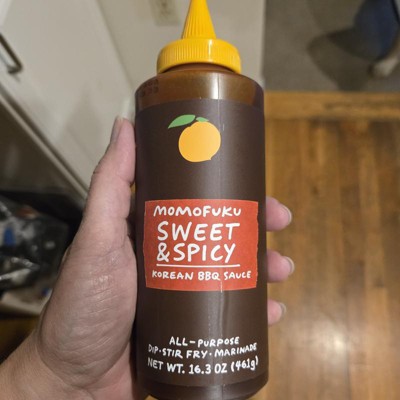 MOMOFUKU
SWEET
& SPICY
KOREAN BBQ SAUCE
ALL-PURPOSE
DIP·STIR FRY·MARINADE
NET WT. 16.3 OZ (461g)